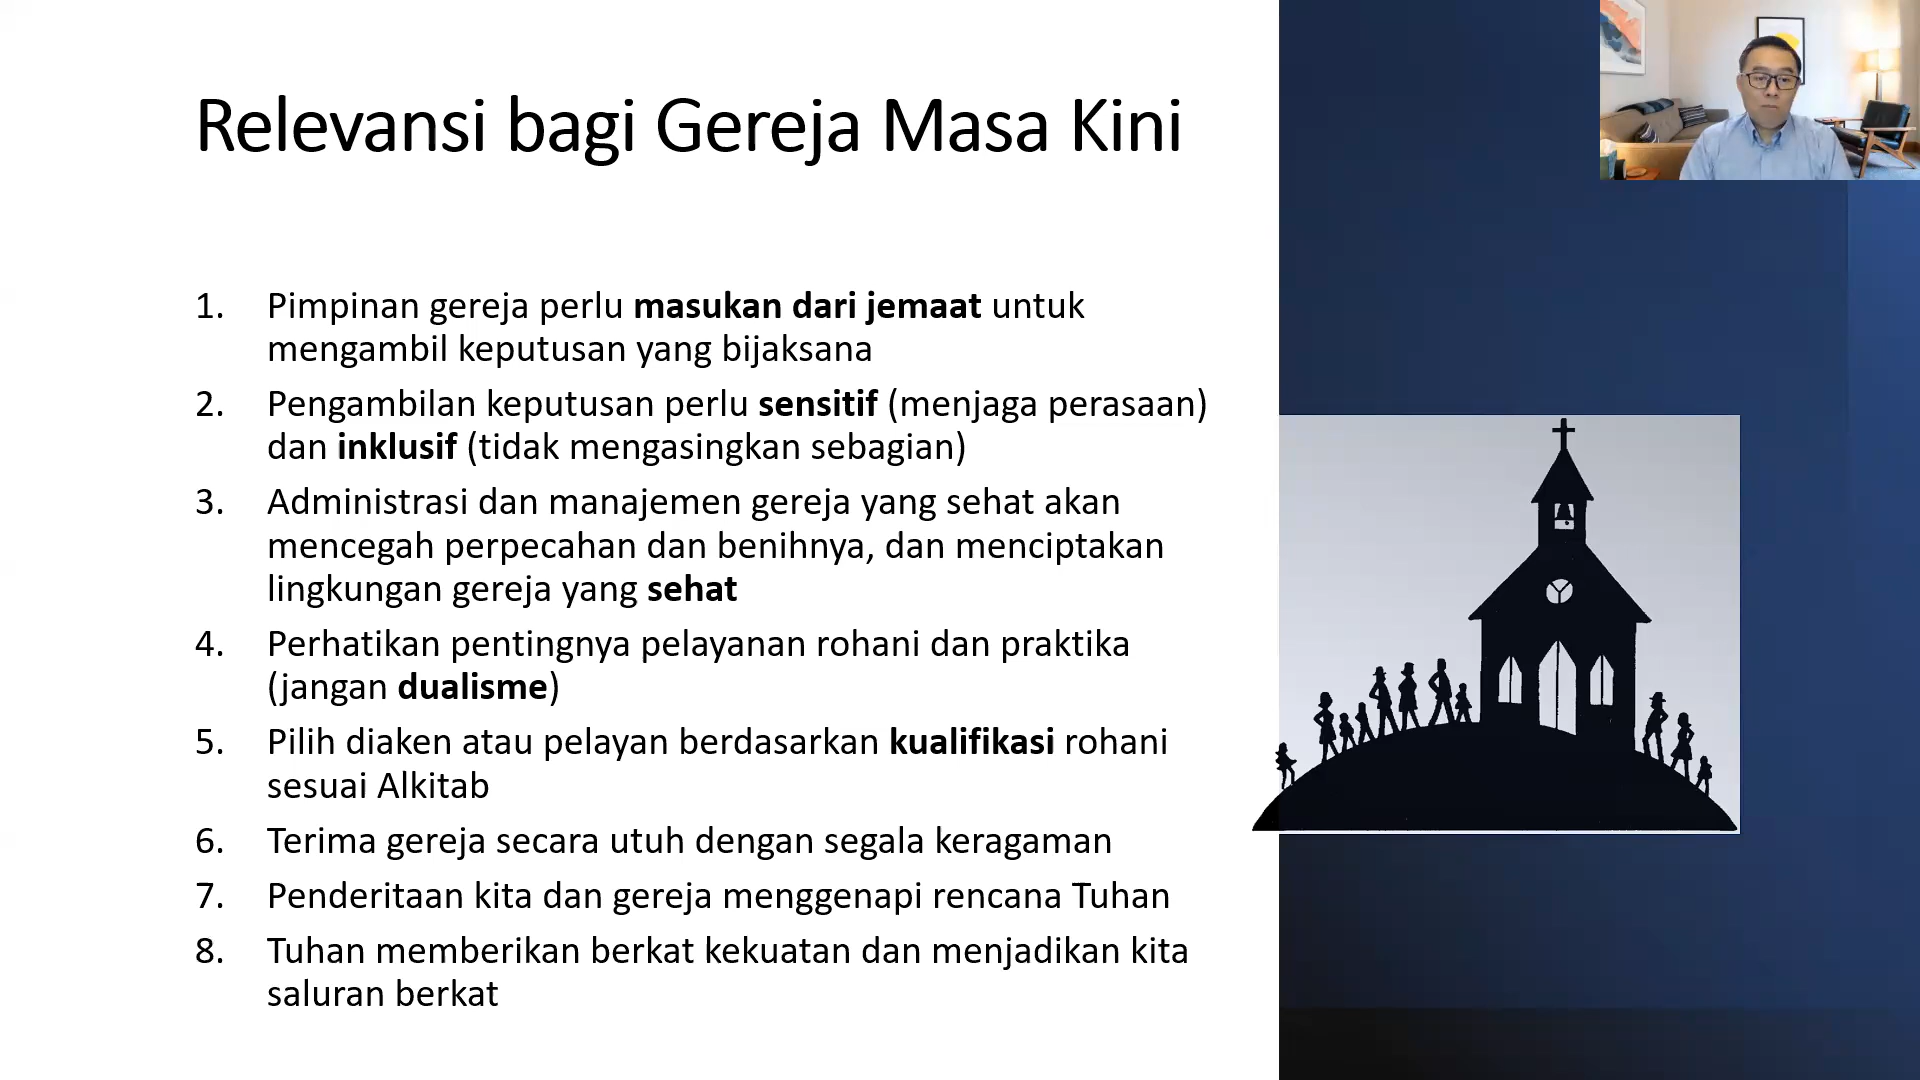 Relevansi bagi Gereja Masa Kini
1. Pimpinan gereja perlu masukan dari jemaat untuk
mengambil keputusan yang bijaksana
2. Pengambilan keputusan perlu sensitif (menjaga perasaan)
dan inklusif (tidak mengasingkan sebagian)
3. Administrasi dan manajemen gereja yang sehat akan
mencegah perpecahan dan benihnya, dan menciptakan
lingkungan gereja yang sehat
4. Perhatikan pentingnya pelayanan rohani dan praktika
(jangan dualisme)
5. Pilih diaken atau pelayan berdasarkan kualifikasi rohani
sesuai Alkitab
6. Terima gereja secara utuh dengan segala keragaman
7. Penderitaan kita dan gereja menggenapi rencana Tuhan
8. Tuhan memberikan berkat kekuatan dan menjadikan kita
saluran berkat